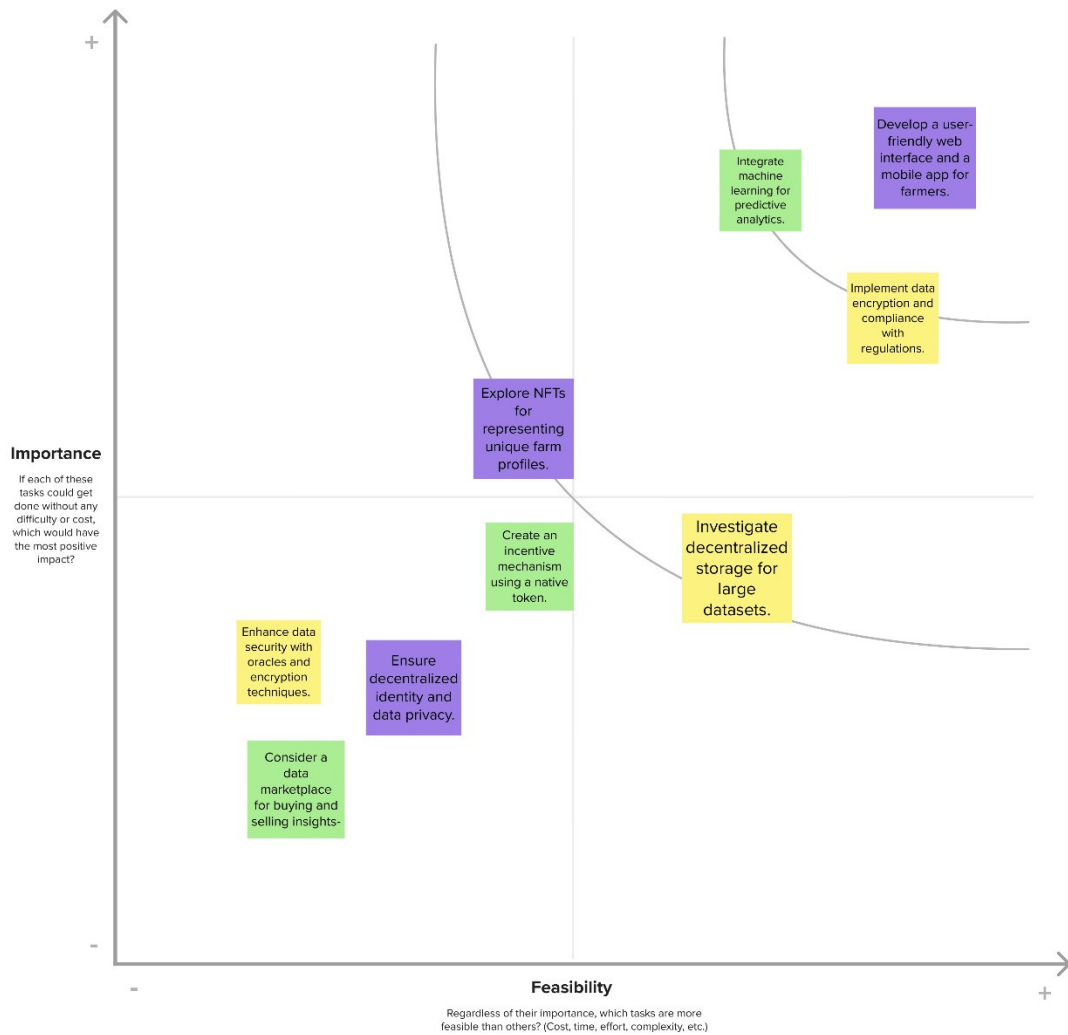 +
Develop a user-
friendly web
interface and a
mobile app for
farmers.
Integrate
machine
learning for
predictive
analytics.
Implement data
encryption and
compliance
with
regulations.
Explore NFTs
for
representing
unique farm
profiles.
Importance
If each of these
tasks could get
done without any
difficulty or cost,
which would have
the most positive
impact?
Create an
incentive
mechanism
using a native
token.
Investigate
decentralized
storage for
large
datasets.
Enhance data
security with
oracles and
encryption
techniques.
Ensure
decentralized
identity and
data privacy.
Consider a
data
marketplace
for buying and
selling insights-
-
-
Feasibility
+
Regardless of their importance, which tasks are more
feasible than others? (Cost, time, effort, complexity, etc.)